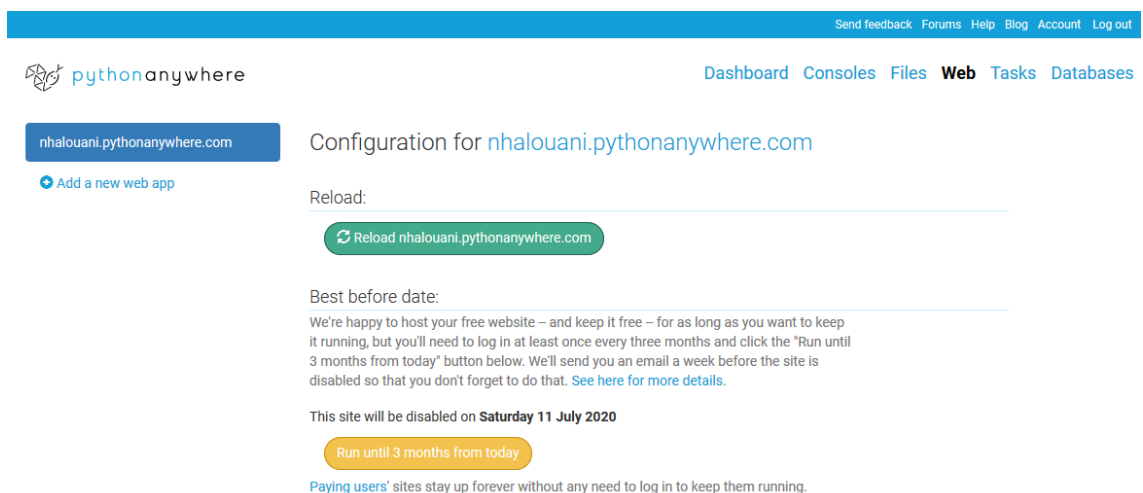 Send feedback Forums Help Blog Account Log out
pythonanywhere
Dashboard Consoles Files Web Tasks Databases
nhalouani.pythonanywhere.com
Add a new web app
Configuration for nhalouani.pythonanywhere.com
Reload:
Reload nhalouani.pythonanywhere.com
Best before date:
We're happy to host your free website – and keep it free – for as long as you want to keep
it running, but you'll need to log in at least once every three months and click the "Run until
3 months from today" button below. We'll send you an email a week before the site is
disabled so that you don't forget to do that. See here for more details.
This site will be disabled on Saturday 11 July 2020
Run until 3 months from today
Paying users' sites stay up forever without any need to log in to keep them running.